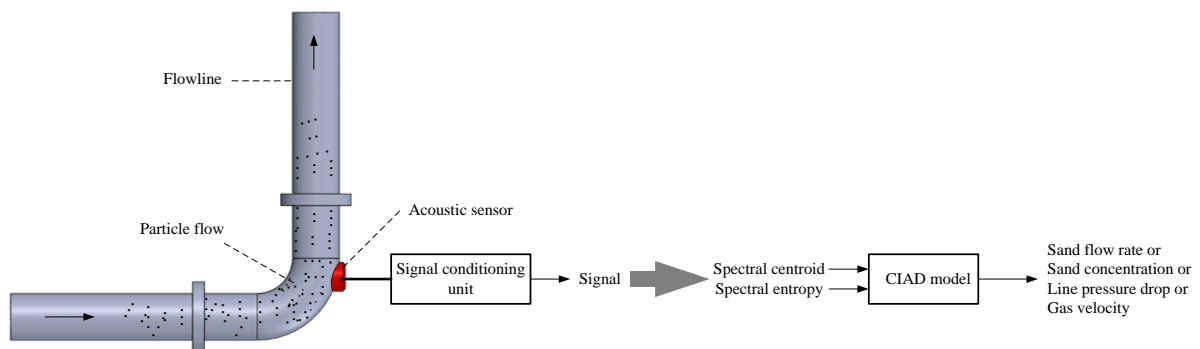 Flowline
Particle flow
Acoustic sensor
Signal conditioning
unit
Signal
Spectral centroid
Spectral entropy
CIAD model
Sand flow rate or
Sand concentration or
Line pressure drop or
Gas velocity